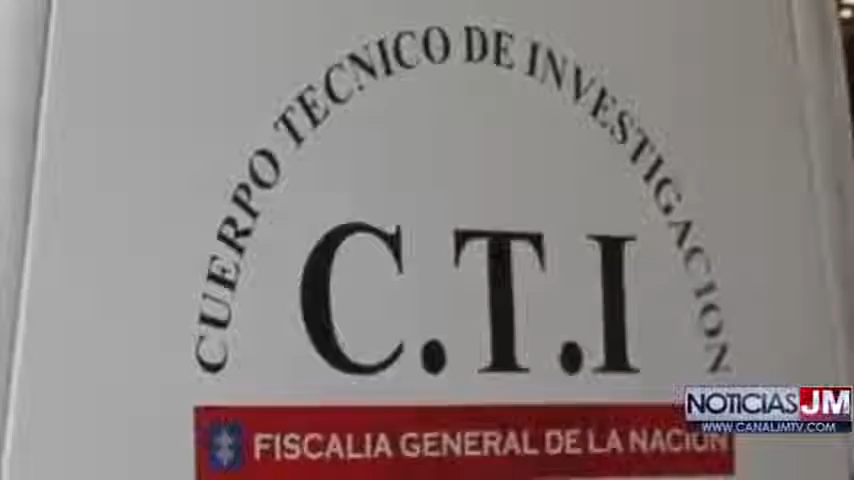 CUERPO TECNICO DE INVESTIGACION
C.T.I
FISCALIA GENERAL DE LA NACION
NOTICIAS JM
WWW.CANALJMTV.COM